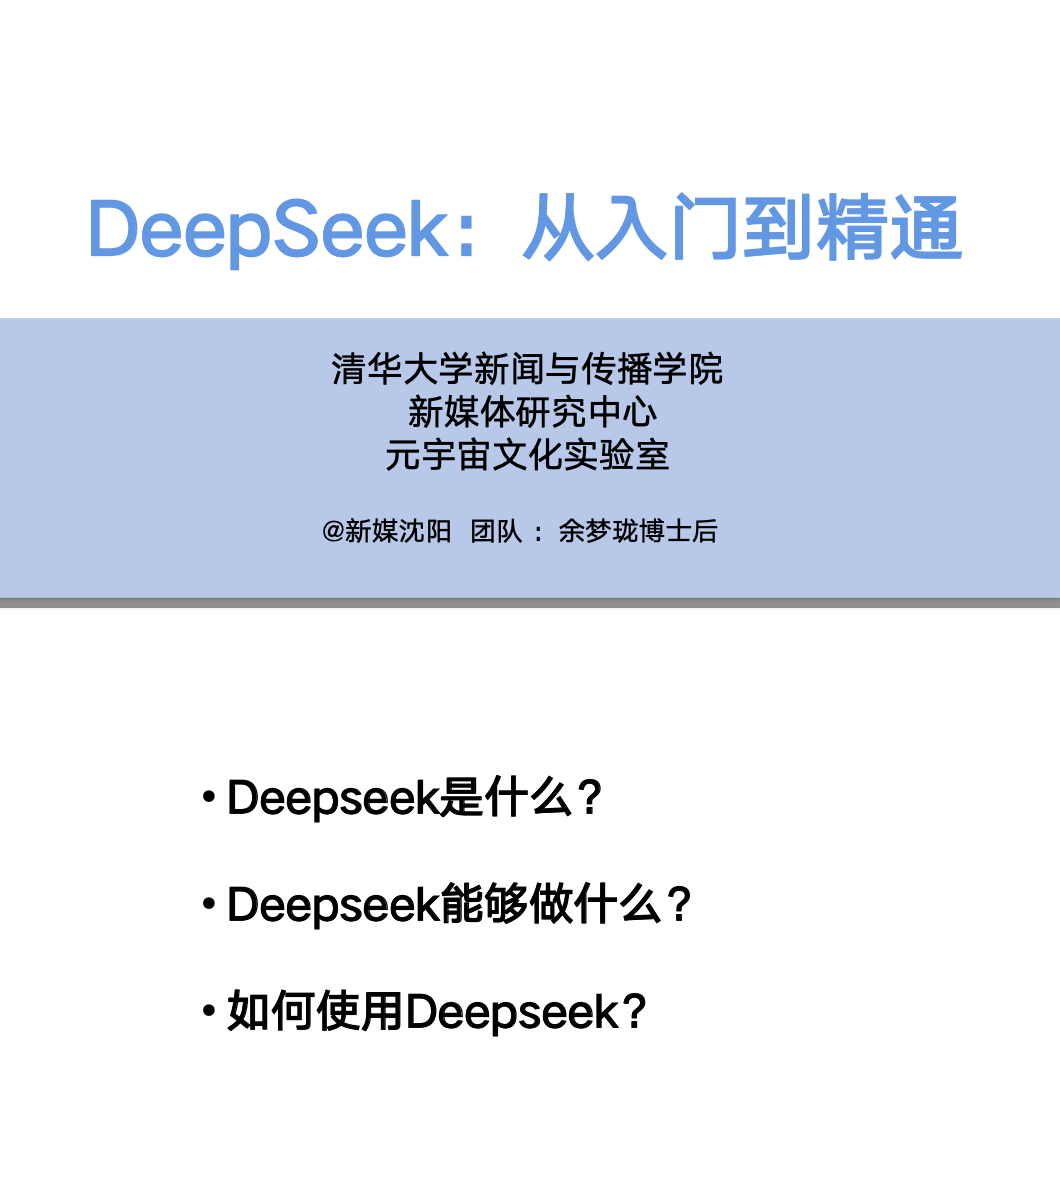 DeepSeek：从入门到精通
清华大学新闻与传播学院
新媒体研究中心
元宇宙文化实验室
@新媒沈阳 团队 ：余梦珑博士后
• Deepseek是什么？
• Deepseek能够做什么？
• 如何使用Deepseek？